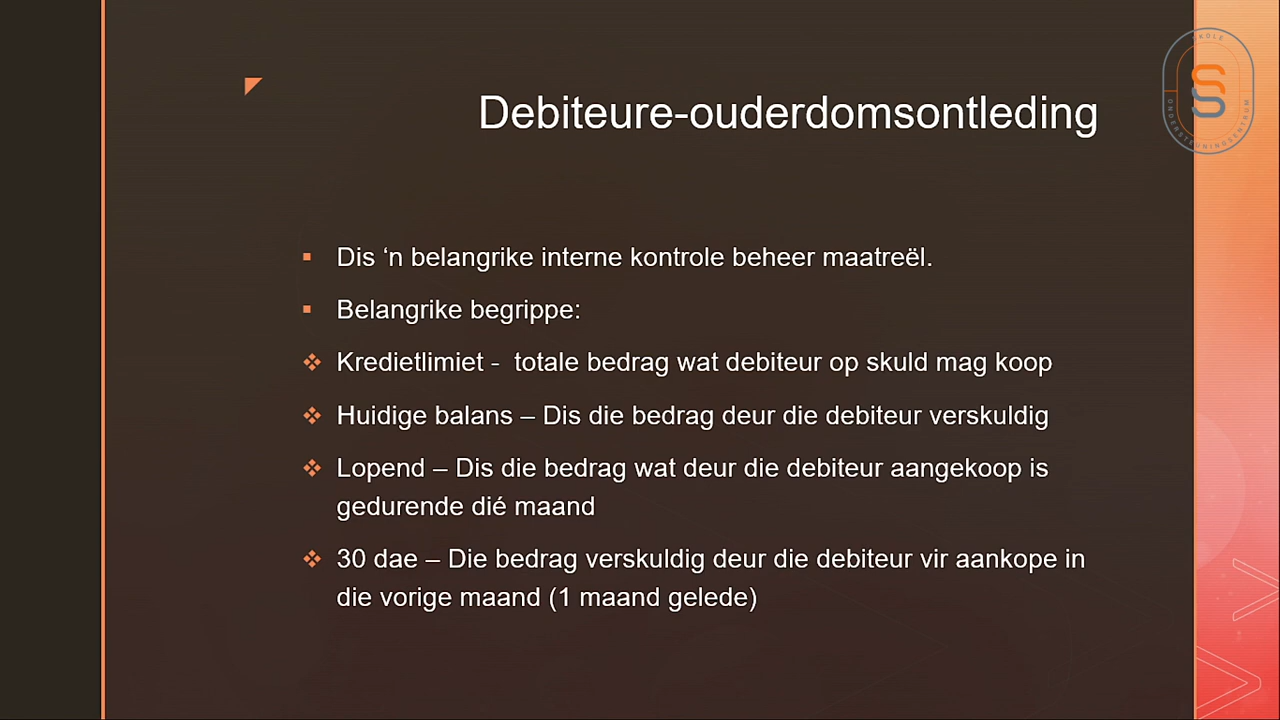 Debiteure-ouderdomsontleding
SKOLE
ONDERSTEUNINGSENTRUM
Dis ‘n belangrike interne kontrole beheer maatreël.
Belangrike begrippe:
Kredietlimiet - totale bedrag wat debiteur op skuld mag koop
Huidige balans – Dis die bedrag deur die debiteur verskuldig
Lopend – Dis die bedrag wat deur die debiteur aangekoop is
gedurende dié maand
30 dae – Die bedrag verskuldig deur die debiteur vir aankope in
die vorige maand (1 maand gelede)